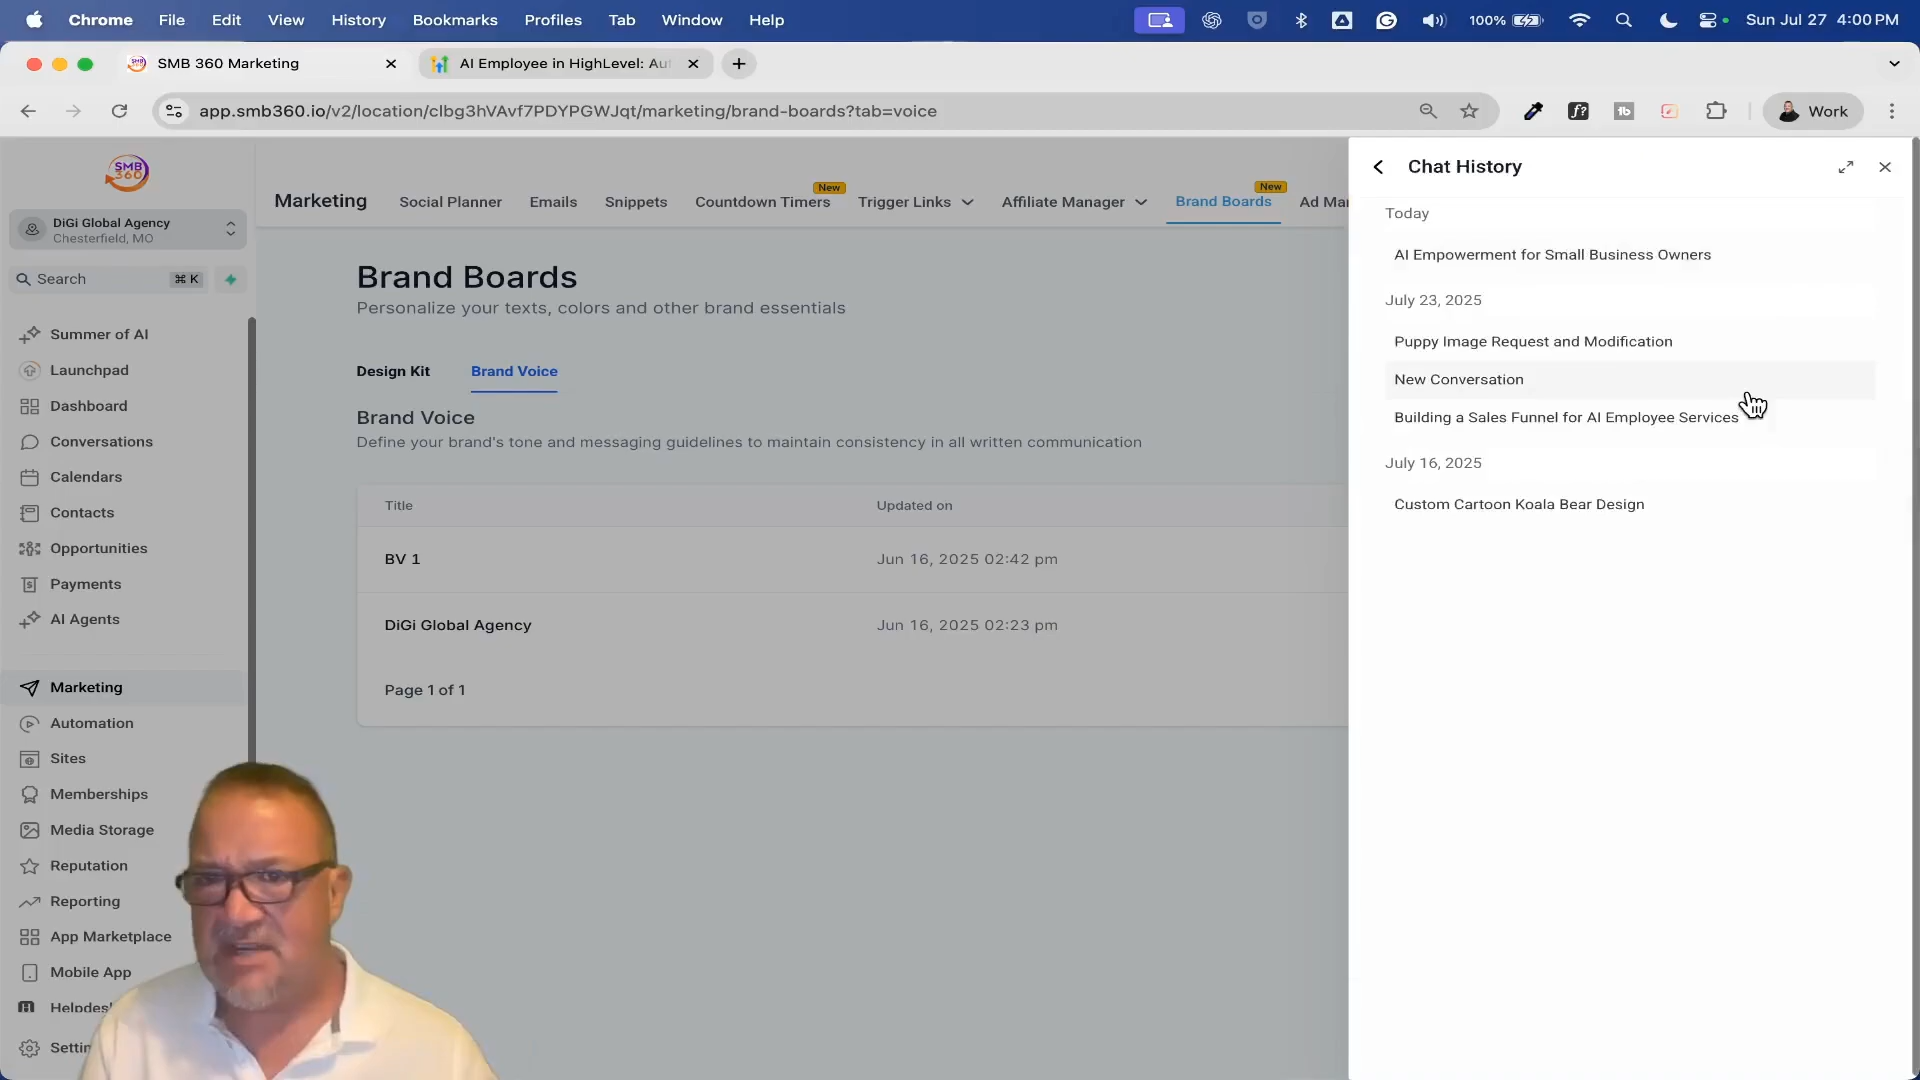 Chrome File Edit View History Bookmarks Profiles Tab Window Help 100% Sun Jul 27 4:00 PM
SMB 360 Marketing AI Employee in HighLevel: Au
app.smb360.io/v2/location/clbg3hVAvf7PDYPGWJqt/marketing/brand-boards?tab=voice Work
SMB
360
DiGi Global Agency
Chesterfield, MO
Search ⌘ K
Summer of AI
Launchpad
Dashboard
Conversations
Calendars
Contacts
Opportunities
Payments
AI Agents
Marketing
Automation
Sites
Memberships
Media Storage
Reputation
Reporting
App Marketplace
Mobile App
Helpdes
Settin
Marketing Social Planner Emails Snippets Countdown Timers New Trigger Links Affiliate Manager Brand Boards New Ad Ma
Brand Boards
Personalize your texts, colors and other brand essentials
Design Kit Brand Voice
Brand Voice
Define your brand's tone and messaging guidelines to maintain consistency in all written communication
Title Updated on
BV 1 Jun 16, 2025 02:42 pm
DiGi Global Agency Jun 16, 2025 02:23 pm
Page 1 of 1
Chat History
Today
AI Empowerment for Small Business Owners
July 23, 2025
Puppy Image Request and Modification
New Conversation
Building a Sales Funnel for AI Employee Services
July 16, 2025
Custom Cartoon Koala Bear Design